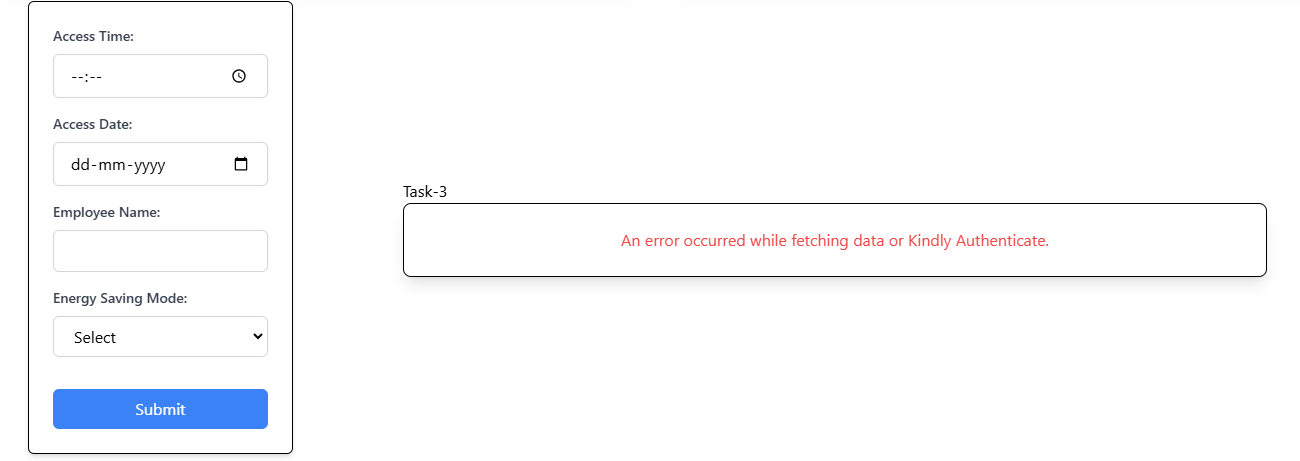 Access Time:
--:--
Access Date:
dd-mm-yyyy
Employee Name:
Energy Saving Mode:
Select
Submit
Task-3
An error occurred while fetching data or Kindly Authenticate.